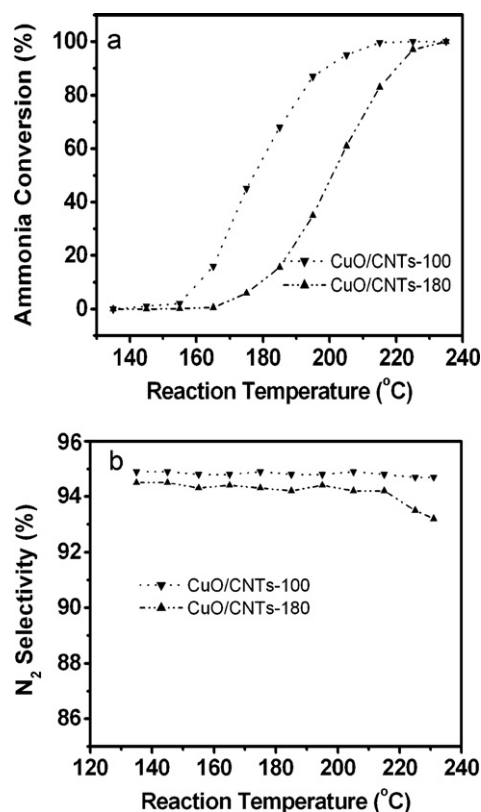 a
Ammonia Conversion (%)
100
80
60
40
20
0
CuO/CNTs-100
CuO/CNTs-180
140 160 180 200 220 240
Reaction Temperature (°C)
b
N₂ Selectivity (%)
96
94
92
90
88
86
CuO/CNTs-100
CuO/CNTs-180
120 140 160 180 200 220 240
Reaction Temperature (°C)